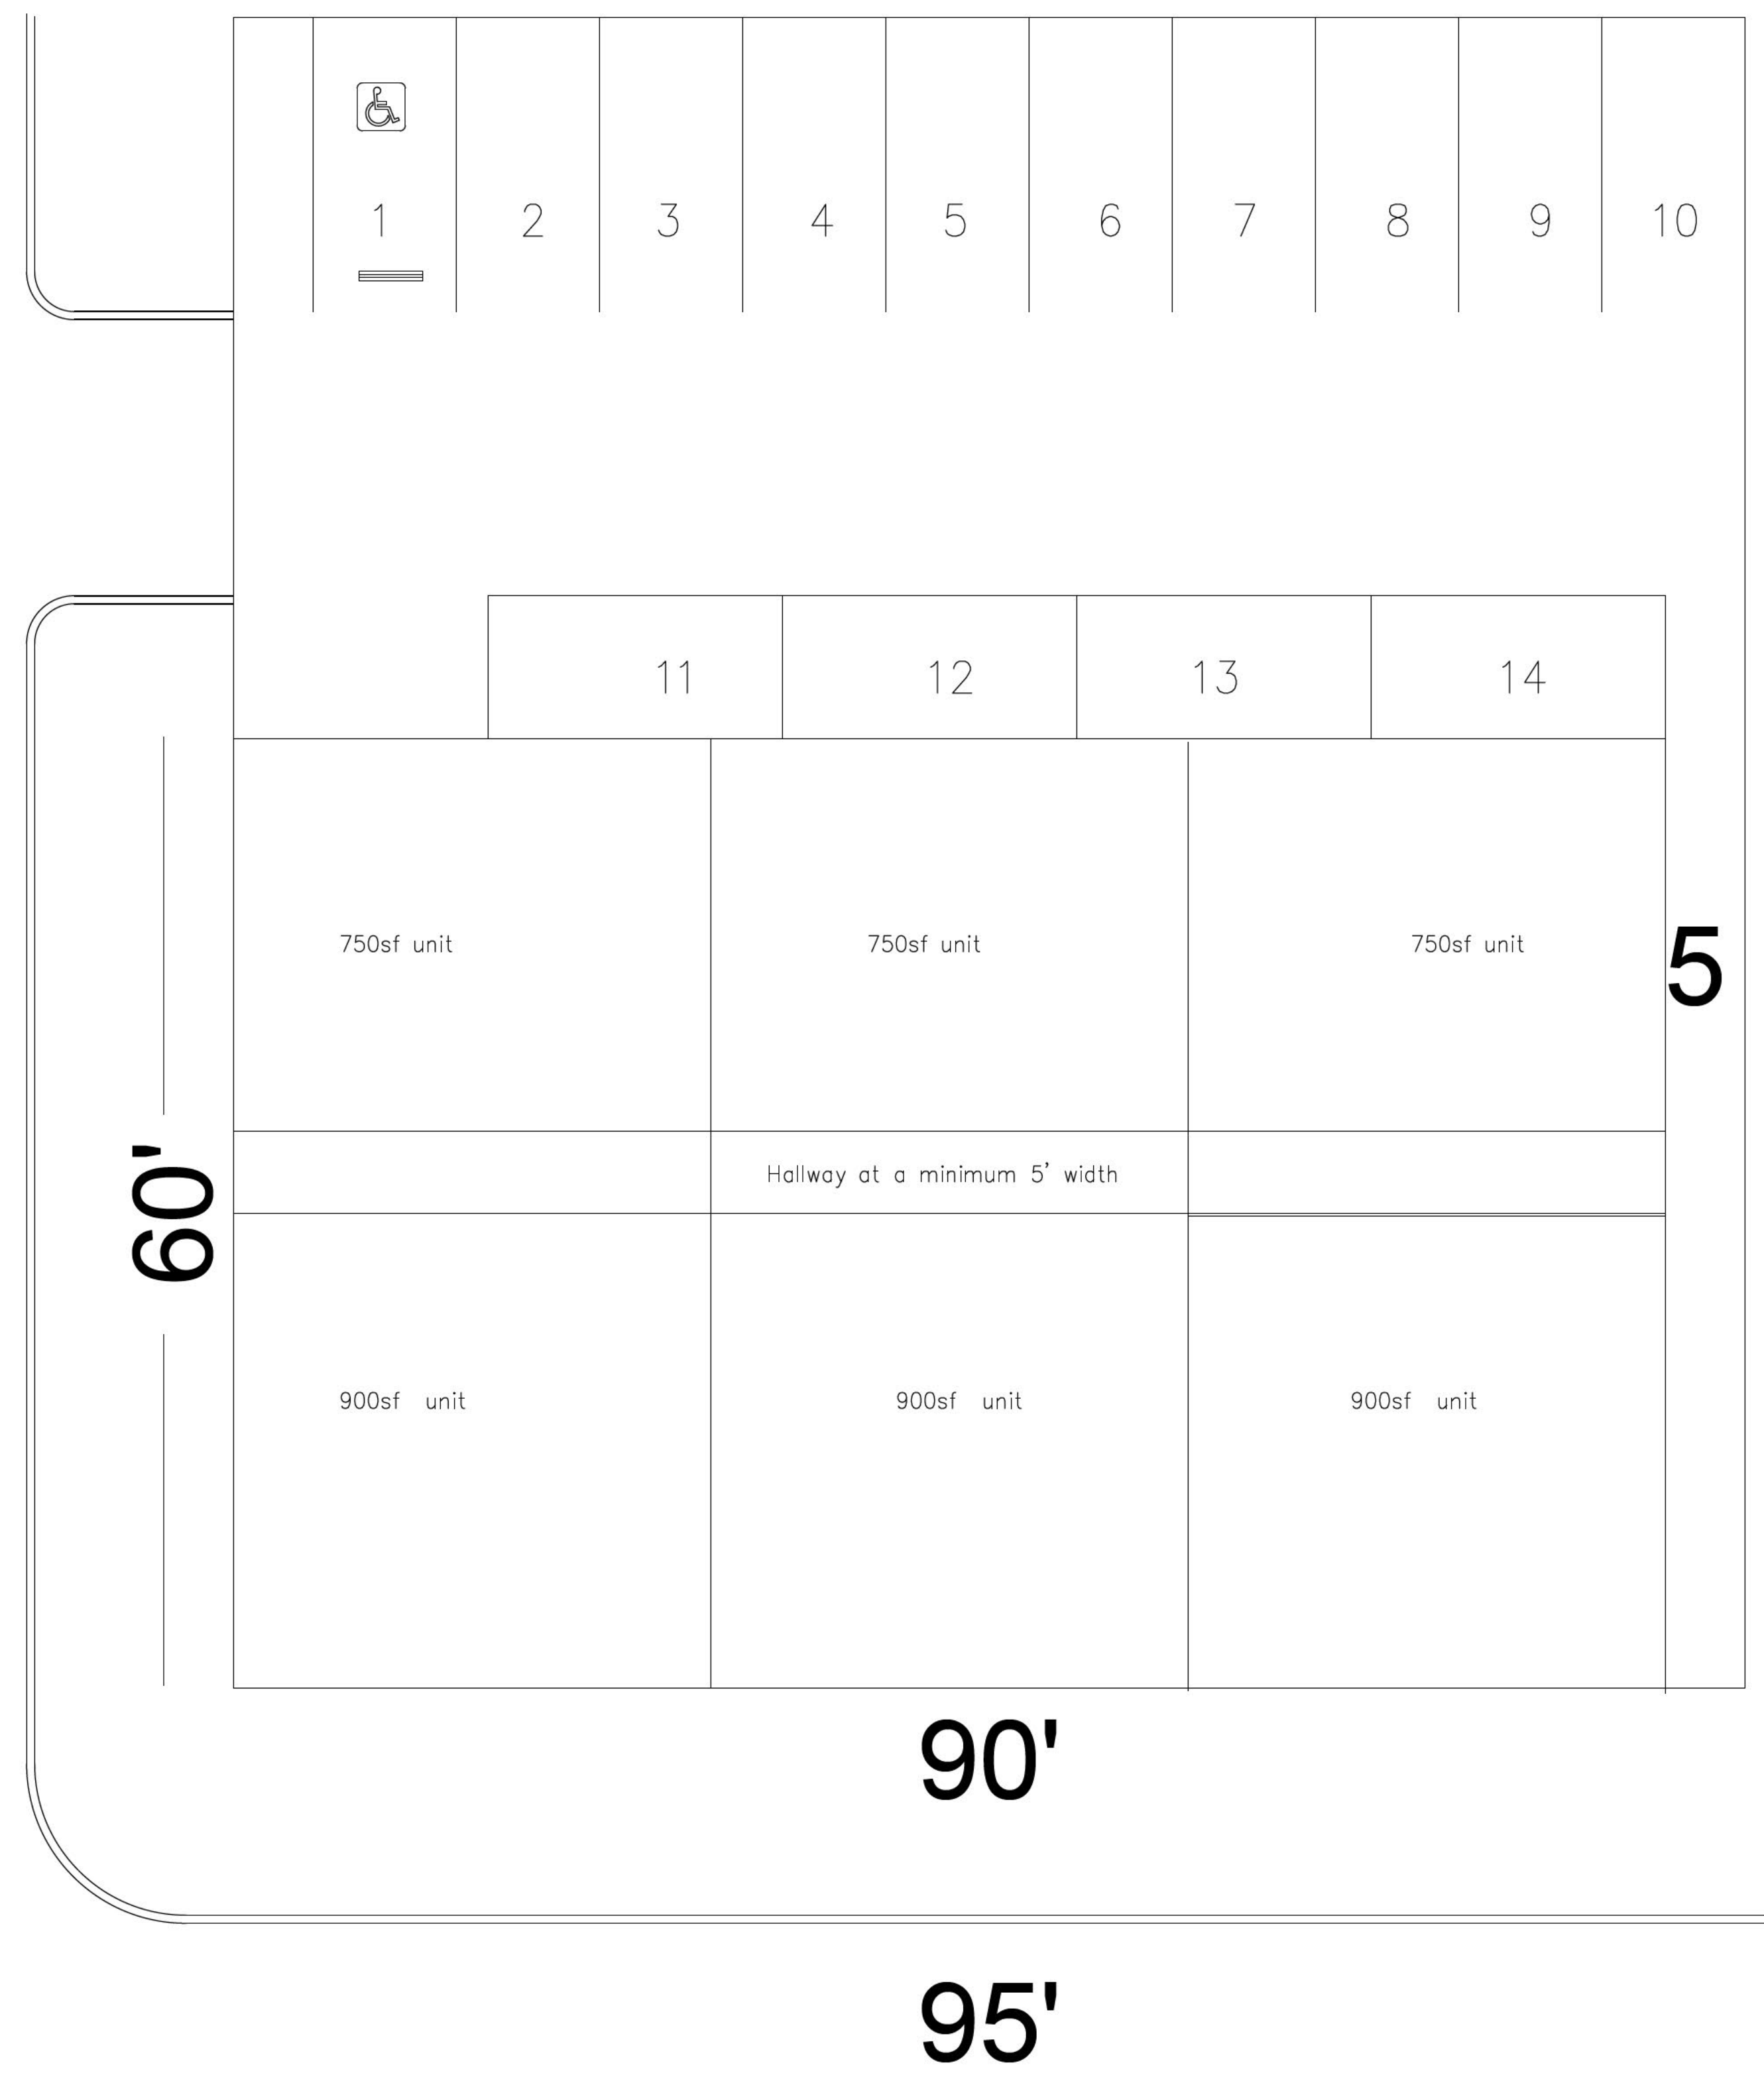 1 2 3 4 5 6 7 8 9 10
11 12 13 14
750sf unit 750sf unit 750sf unit
5
60'
Hallway at a minimum 5' width
900sf unit 900sf unit 900sf unit
90'
95'